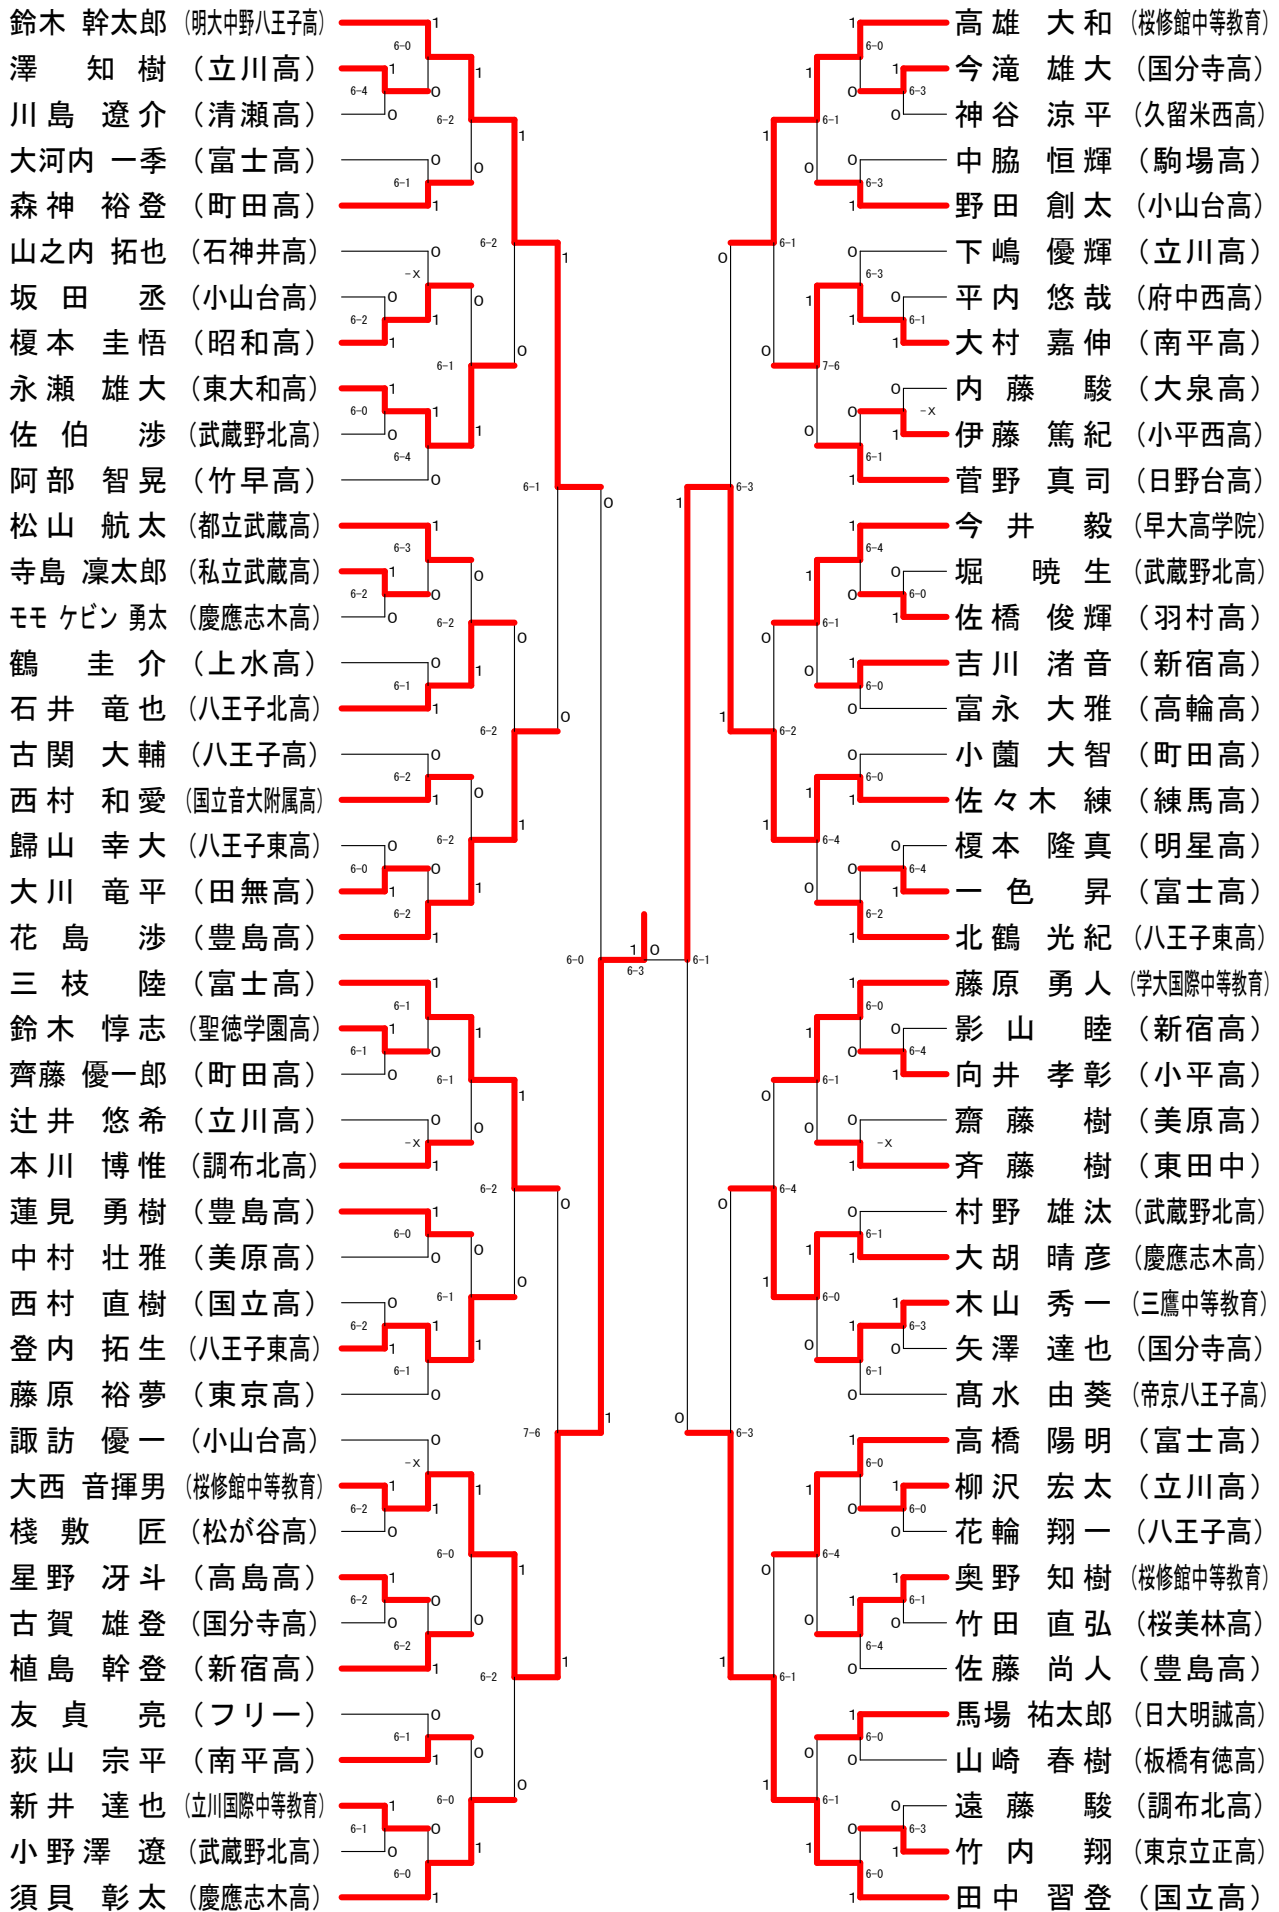 鈴木 幹太郎 (明大中野八王子高)
澤 知樹 (立川高)
川島 遼介 (清瀬高)
大河内 一季 (富士高)
森神 裕登 (町田高)
山之内 拓也 (石神井高)
坂田 丞 (小山台高)
榎本 圭悟 (昭和高)
永瀬 雄大 (東大和高)
佐伯 渉 (武蔵野北高)
阿部 智晃 (竹早高)
松山 航太 (都立武蔵高)
寺島 凜太郎 (私立武蔵高)
モモ ケビン 勇太 (慶應志木高)
鶴 圭介 (上水高)
石井 竜也 (八王子北高)
古関 大輔 (八王子高)
西村 和愛 (国立音大附属高)
歸山 幸大 (八王子東高)
大川 竜平 (田無高)
花島 渉 (豊島高)
三枝 陸 (富士高)
鈴木 惇志 (聖徳学園高)
齊藤 優一郎 (町田高)
辻井 悠希 (立川高)
本川 博惟 (調布北高)
蓮見 勇樹 (豊島高)
中村 壮雅 (美原高)
西村 直樹 (国立高)
登内 拓生 (八王子東高)
藤原 裕夢 (東京高)
諏訪 優一 (小山台高)
大西 音揮男 (桜修館中等教育)
棧敷 匠 (松が谷高)
星野 冴斗 (高島高)
古賀 雄登 (国分寺高)
植島 幹登 (新宿高)
友貞 亮 (フリー)
荻山 宗平 (南平高)
新井 達也 (立川国際中等教育)
小野澤 遼 (武蔵野北高)
須貝 彰太 (慶應志木高)
高雄 大和 (桜修館中等教育)
今滝 雄大 (国分寺高)
神谷 涼平 (久留米西高)
中脇 恒輝 (駒場高)
野田 創太 (小山台高)
下嶋 優輝 (立川高)
平内 悠哉 (府中西高)
大村 嘉伸 (南平高)
内藤 駿 (大泉高)
伊藤 篤紀 (小平西高)
菅野 真司 (日野台高)
今井 毅 (早大高学院)
堀 暁生 (武蔵野北高)
佐橋 俊輝 (羽村高)
吉川 渚音 (新宿高)
富永 大雅 (高輪高)
小薗 大智 (町田高)
佐々木 練 (練馬高)
榎本 隆真 (明星高)
一色 昇 (富士高)
北鶴 光紀 (八王子東高)
藤原 勇人 (学大国際中等教育)
影山 睦 (新宿高)
向井 孝彰 (小平高)
齋藤 樹 (美原高)
斉藤 樹 (東田中)
村野 雄汰 (武蔵野北高)
大胡 晴彦 (慶應志木高)
木山 秀一 (三鷹中等教育)
矢澤 達也 (国分寺高)
髙水 由葵 (帝京八王子高)
高橋 陽明 (富士高)
柳沢 宏太 (立川高)
花輪 翔一 (八王子高)
奥野 知樹 (桜修館中等教育)
竹田 直弘 (桜美林高)
佐藤 尚人 (豊島高)
馬場 祐太郎 (日大明誠高)
山崎 春樹 (板橋有徳高)
遠藤 駿 (調布北高)
竹内 翔 (東京立正高)
田中 習登 (国立高)